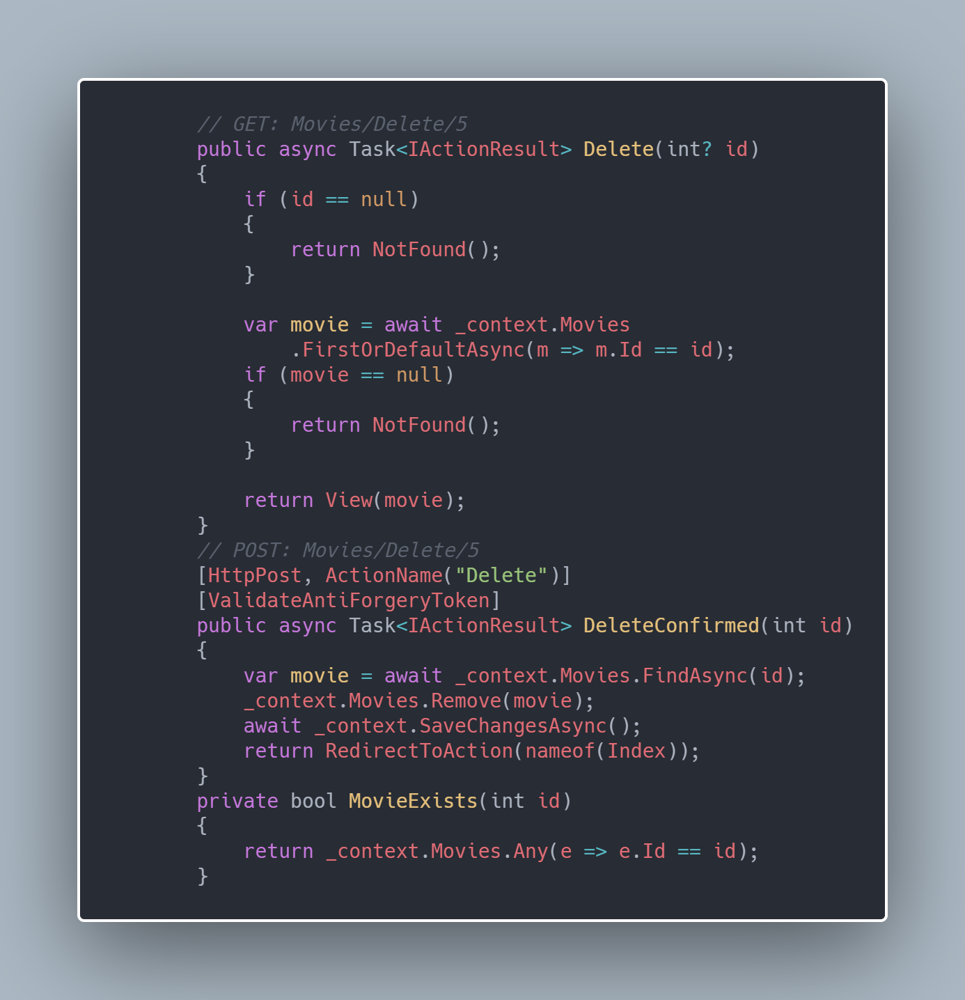 // GET: Movies/Delete/5
public async Task<IActionResult> Delete(int? id)
{
    if (id == null)
    {
        return NotFound();
    }

    var movie = await _context.Movies
        .FirstOrDefaultAsync(m => m.Id == id);
    if (movie == null)
    {
        return NotFound();
    }

    return View(movie);
}
// POST: Movies/Delete/5
[HttpPost, ActionName("Delete")]
[ValidateAntiForgeryToken]
public async Task<IActionResult> DeleteConfirmed(int id)
{
    var movie = await _context.Movies.FindAsync(id);
    _context.Movies.Remove(movie);
    await _context.SaveChangesAsync();
    return RedirectToAction(nameof(Index));
}
private bool MovieExists(int id)
{
    return _context.Movies.Any(e => e.Id == id);
}